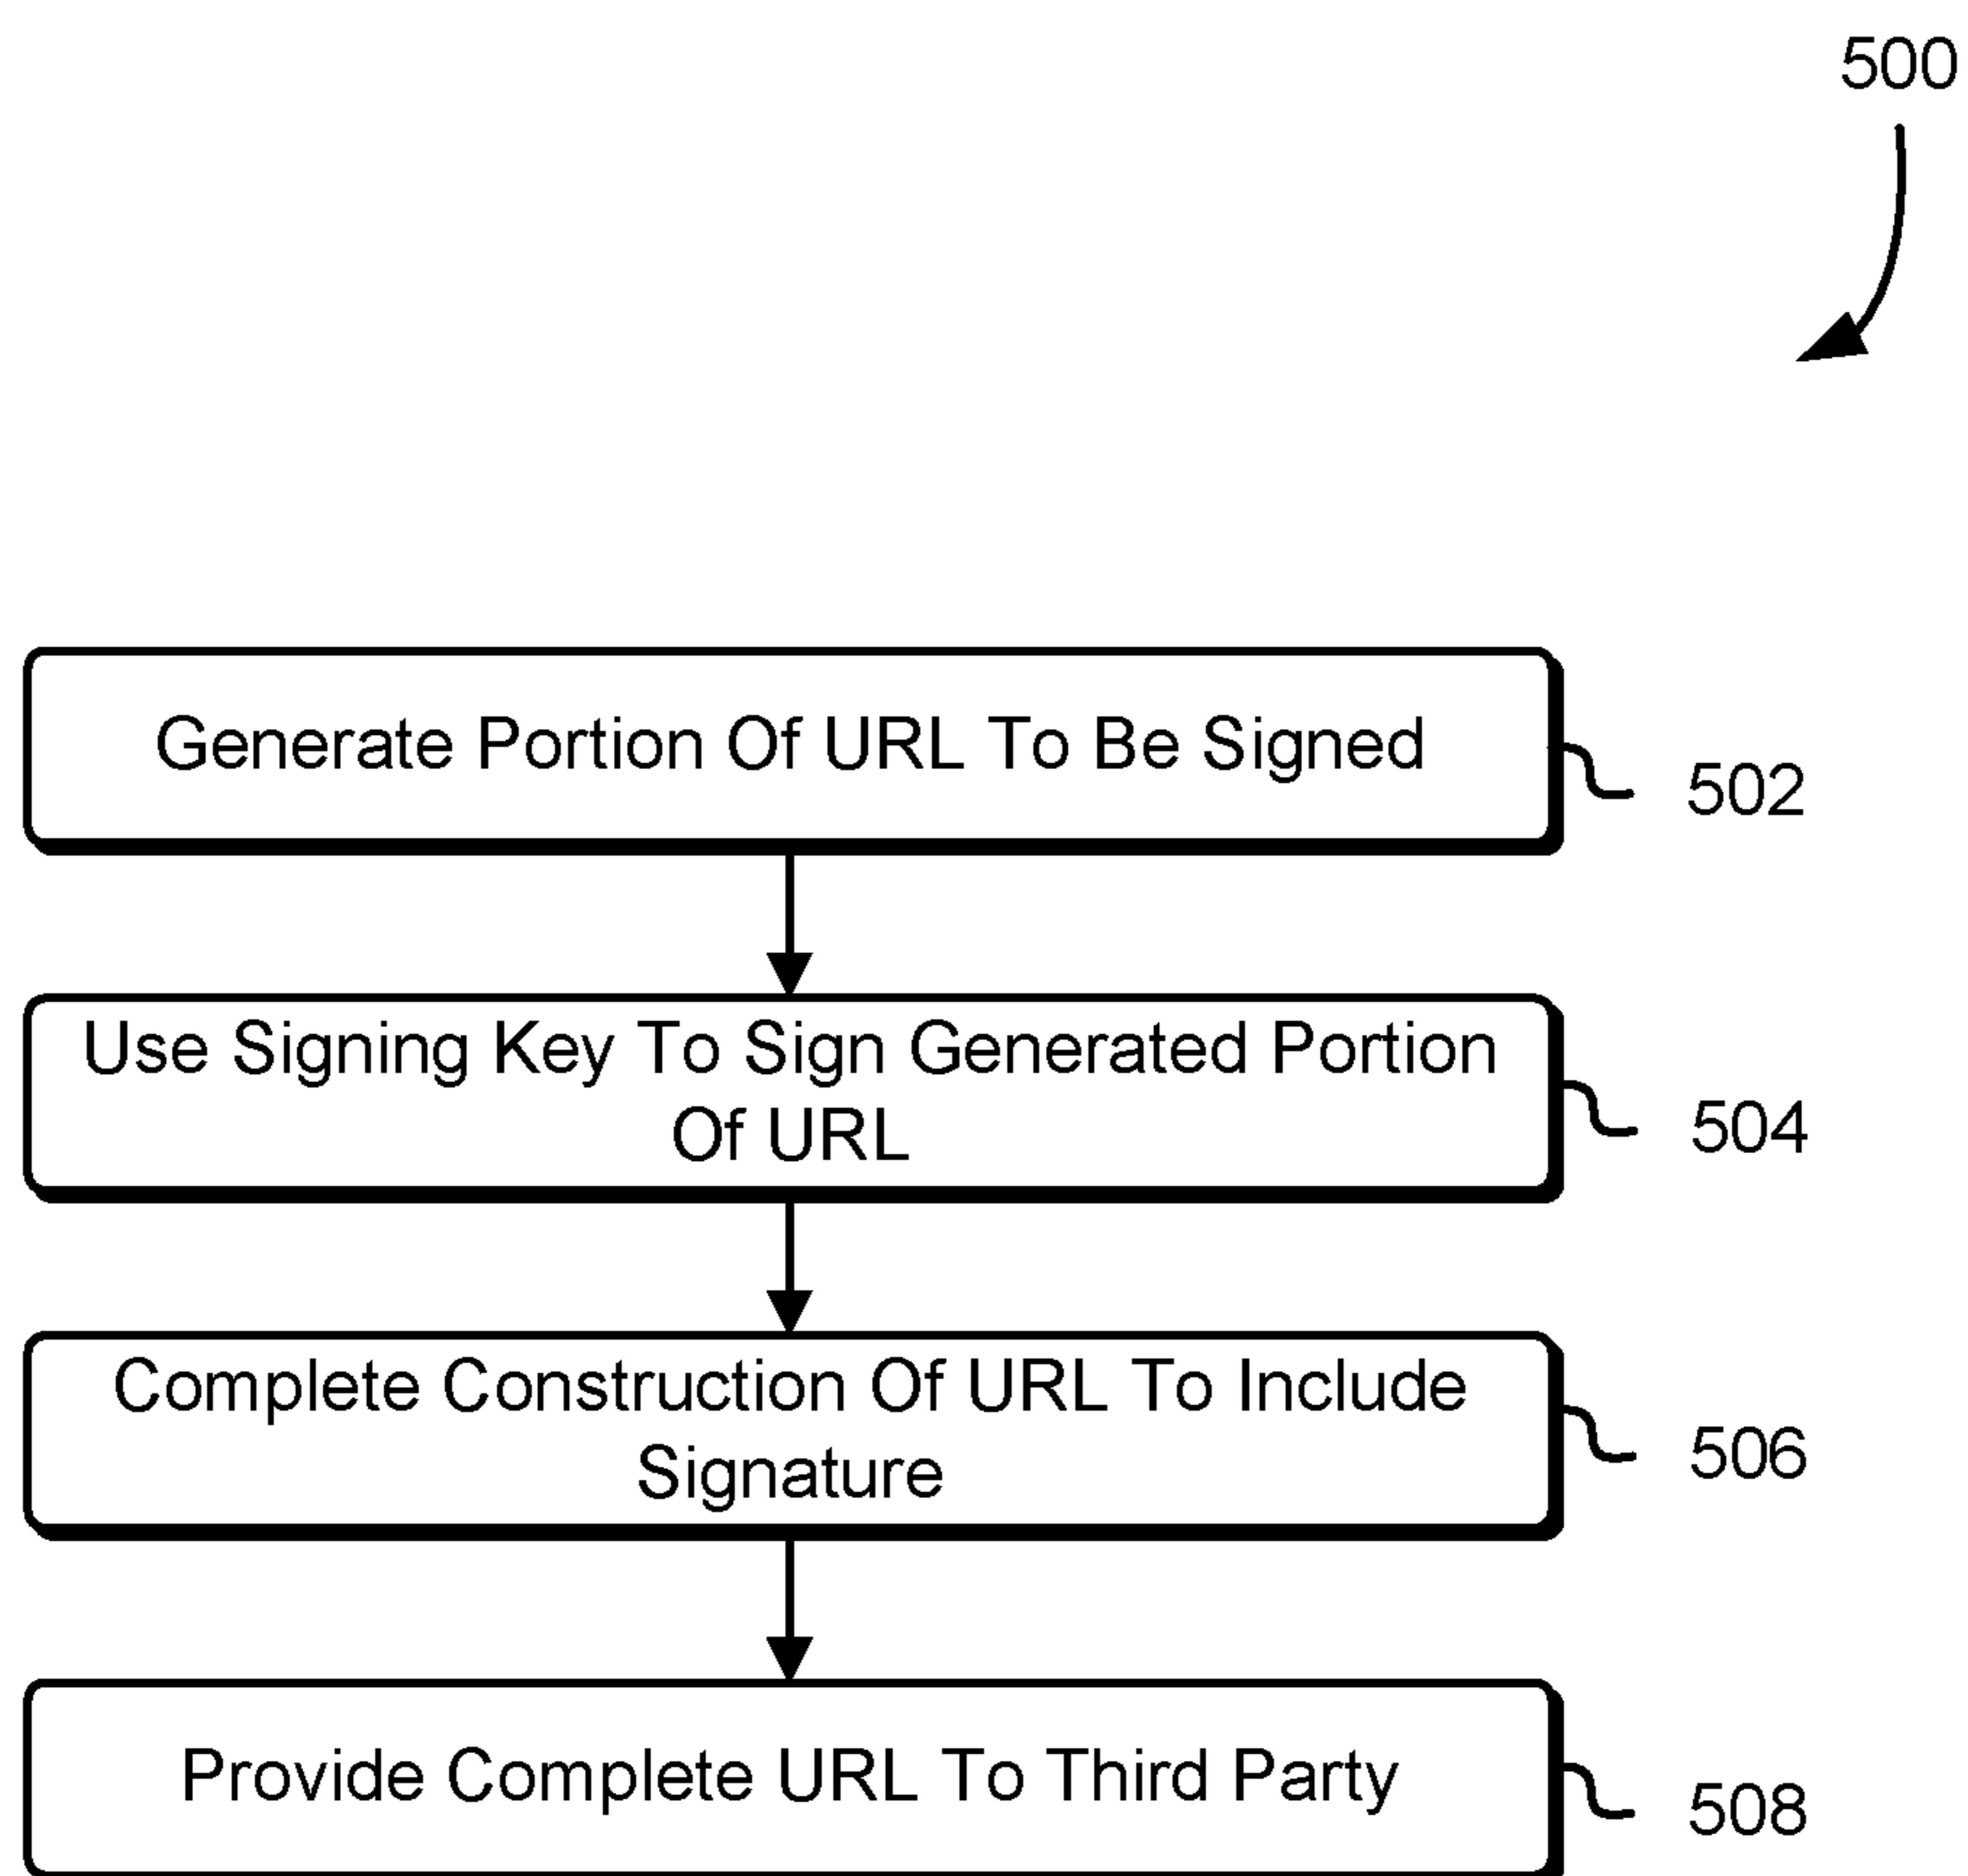 500
Generate Portion Of URL To Be Signed
502
Use Signing Key To Sign Generated Portion
Of URL
504
Complete Construction Of URL To Include
Signature
506
Provide Complete URL To Third Party
508